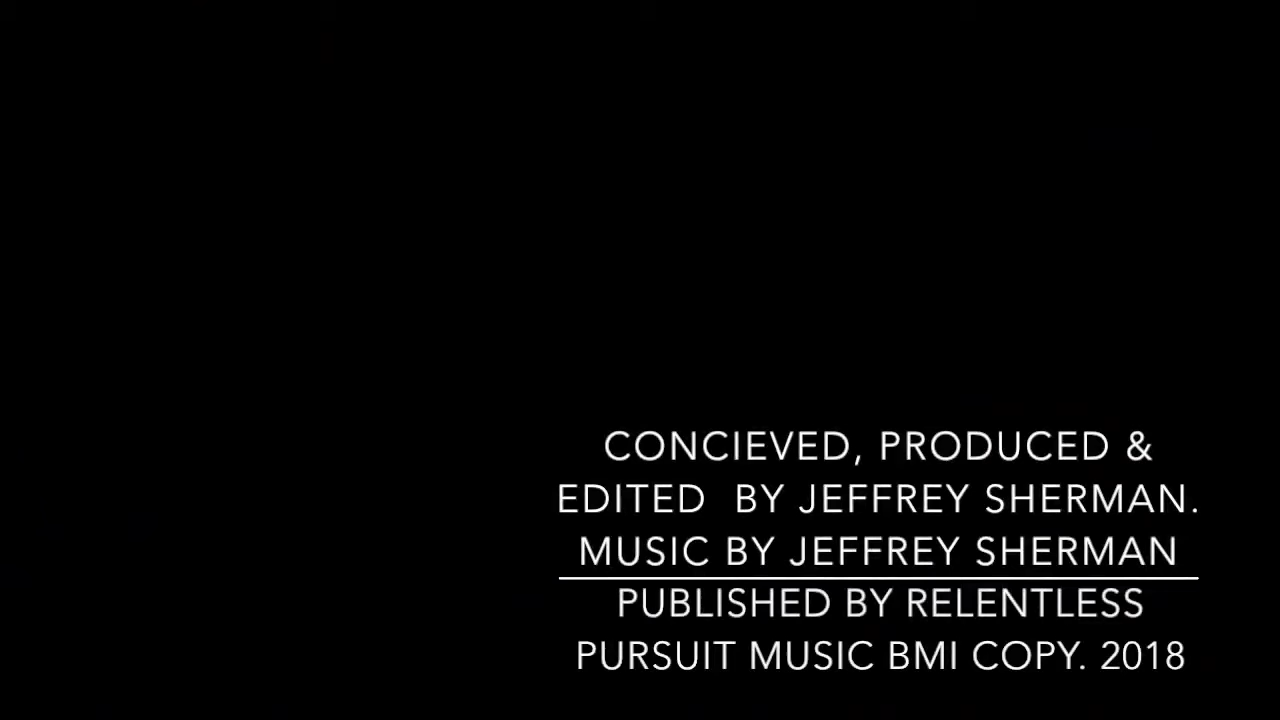 CONCIEVED, PRODUCED &
EDITED  BY JEFFREY SHERMAN.
MUSIC BY JEFFREY SHERMAN
PUBLISHED BY RELENTLESS
PURSUIT MUSIC BMI COPY. 2018